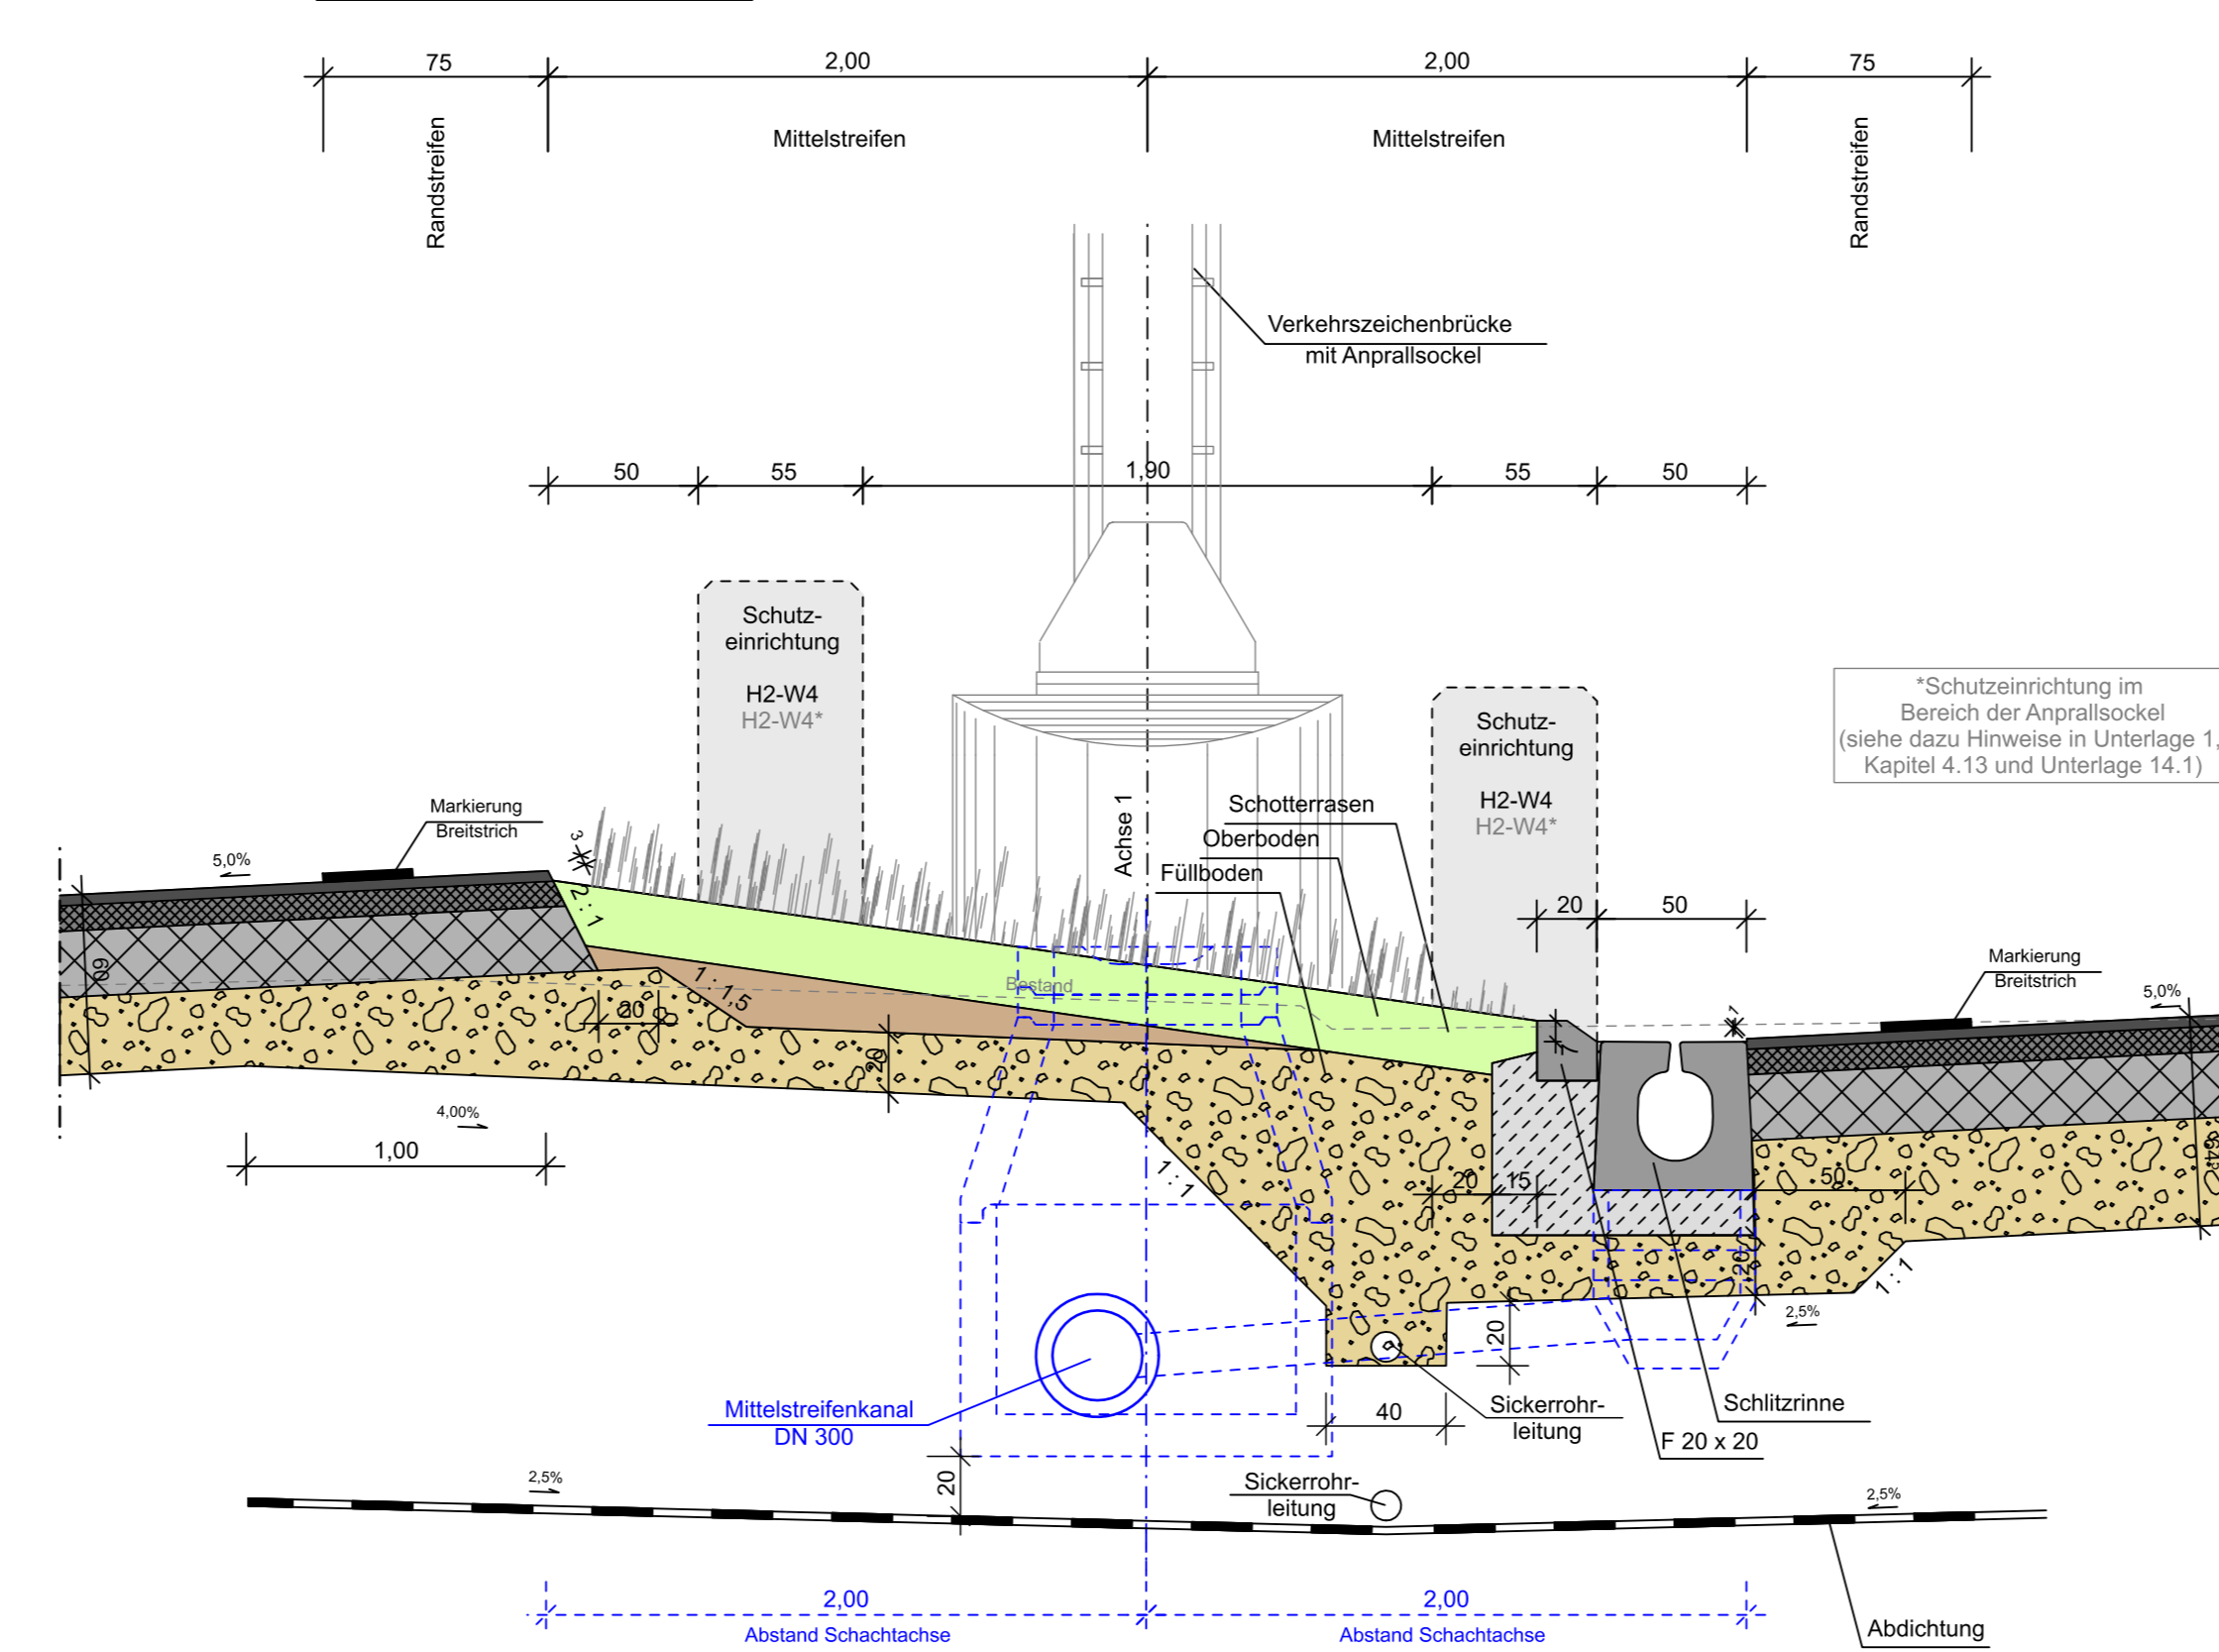 75
2,00
2,00
75
Randstreifen
Mittelstreifen
Mittelstreifen
Randstreifen
Verkehrszeichenbrücke
mit Anprallsockel
50
55
1,90
55
50
Schutz-
einrichtung
H2-W4
H2-W4*
Schutz-
einrichtung
H2-W4
H2-W4*
*Schutzeinrichtung im
Bereich der Anprallsockel
(siehe dazu Hinweise in Unterlage 1,
Kapitel 4.13 und Unterlage 14.1)
Markierung
Breitstrich
5,0%
3
2 : 1
Achse 1
Schotterrasen
Oberboden
Füllboden
20
50
Markierung
Breitstrich
5,0%
1
7
60
1 : 1,5
Bestand
20
20
4,00%
1,00
1 : 1
20
15
50
20
1 : 1
2,5%
20
40
Mittelstreifenkanal
DN 300
Sickerrohr-
leitung
Schlitzrinne
F 20 x 20
20
2,5%
Sickerrohr-
leitung
2,5%
2,00
2,00
Abstand Schachtachse
Abstand Schachtachse
Abdichtung